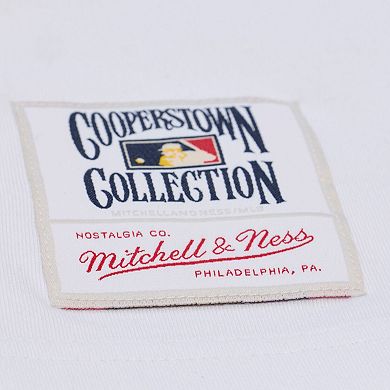 COOPERSTOWN
COLLECTION
MITCHELLANDNESS/MLB
NOSTALGIA CO.
Mitchell & Ness
PHILADELPHIA, PA.